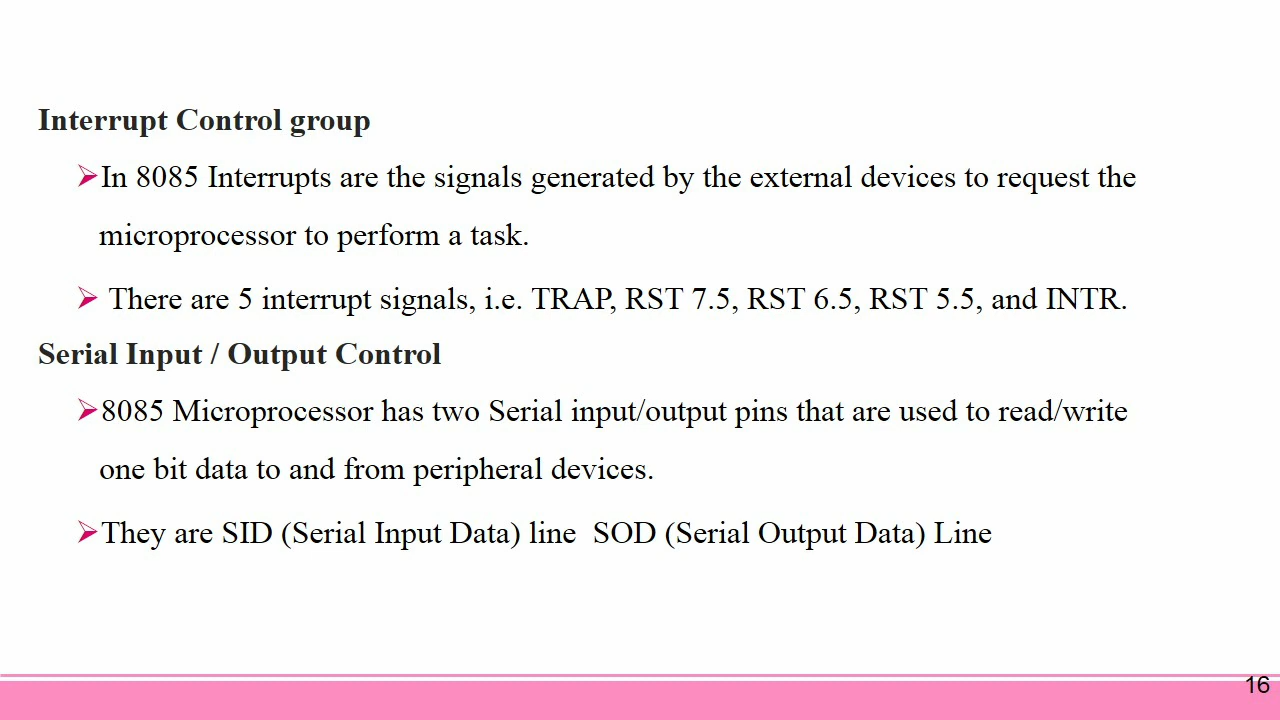 Interrupt Control group
➢In 8085 Interrupts are the signals generated by the external devices to request the
microprocessor to perform a task.
➢ There are 5 interrupt signals, i.e. TRAP, RST 7.5, RST 6.5, RST 5.5, and INTR.
Serial Input / Output Control
➢8085 Microprocessor has two Serial input/output pins that are used to read/write
one bit data to and from peripheral devices.
➢They are SID (Serial Input Data) line  SOD (Serial Output Data) Line
16